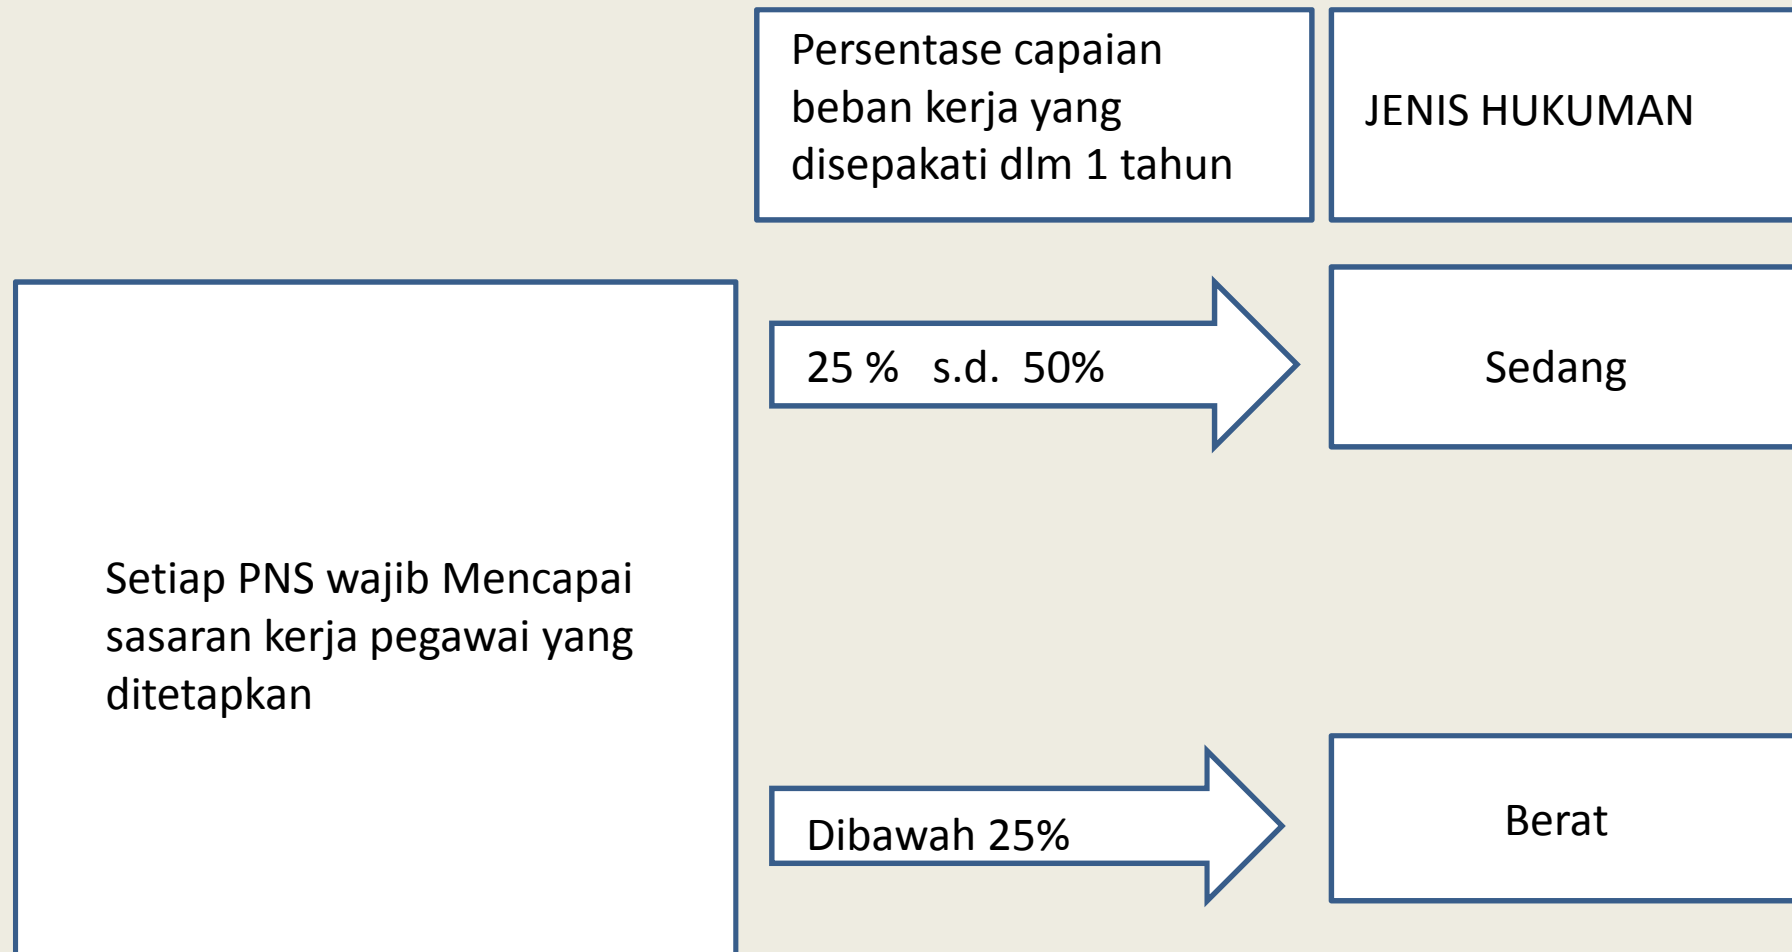 Persentase capaian
beban kerja yang
disepakati dlm 1 tahun
JENIS HUKUMAN
Setiap PNS wajib Mencapai
sasaran kerja pegawai yang
ditetapkan
25 % s.d. 50%
Sedang
Dibawah 25%
Berat